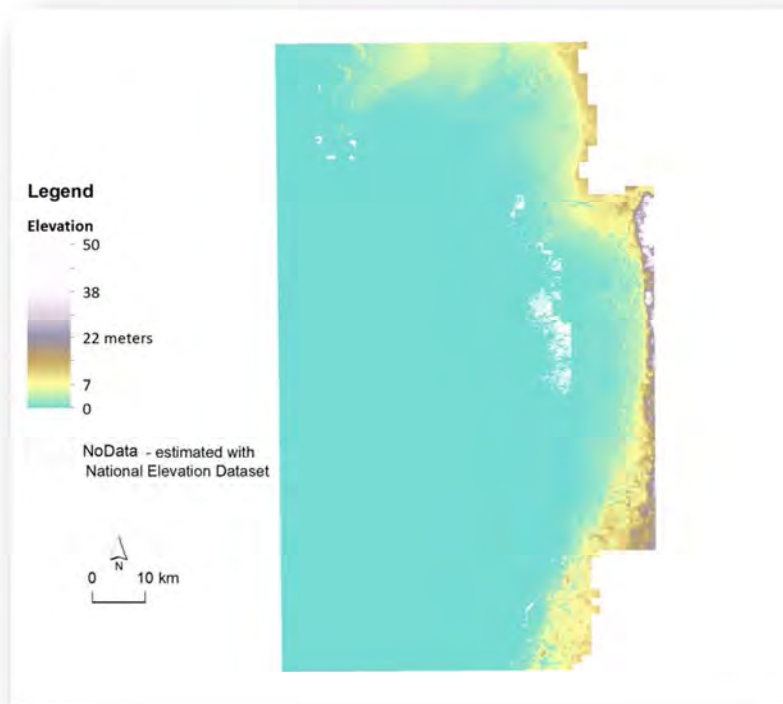 Legend
Elevation
50
38
22 meters
7
0
NoData - estimated with
National Elevation Dataset
N
0 10 km